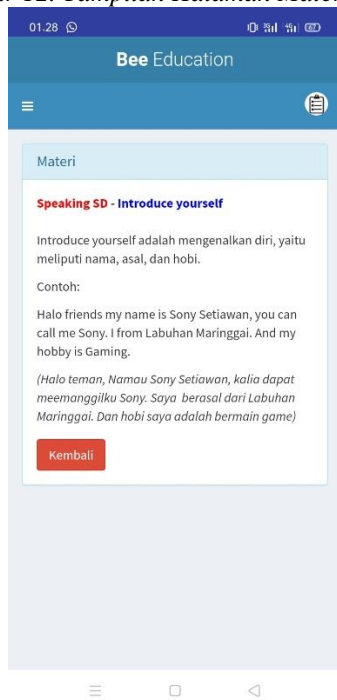 Tampilan Halaman
01.28
Bee Education
Materi
Speaking SD - Introduce yourself
Introduce yourself adalah mengenalkan diri, yaitu
meliputi nama, asal, dan hobi.
Contoh:
Halo friends my name is Sony Setiawan, you can
call me Sony. I from Labuhan Maringgai. And my
hobby is Gaming.
(Halo teman, Namau Sony Setiawan, kalia dapat
meemanggilku Sony. Saya berasal dari Labuhan
Maringgai. Dan hobi saya adalah bermain game)
Kembali